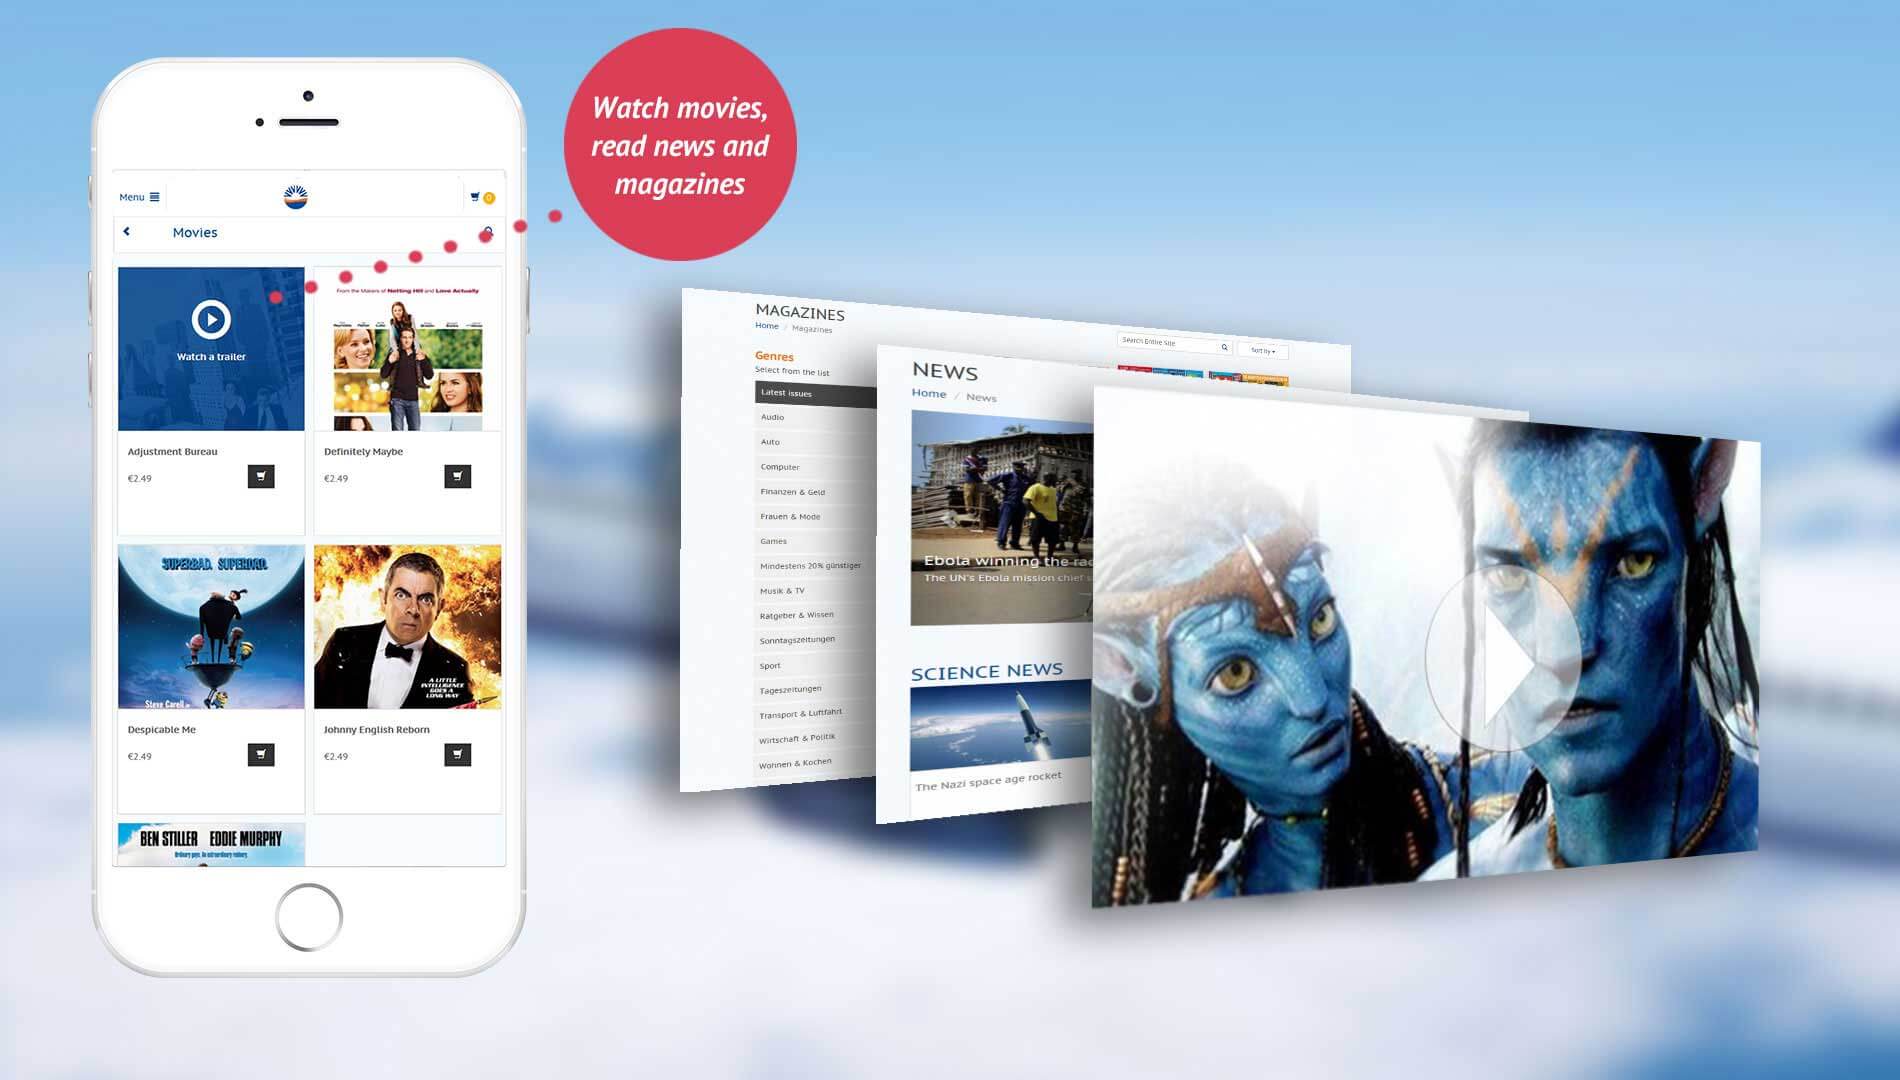 Watch movies,
read news and
magazines
Menu
0
Movies
Watch a trailer
From the Makers of Notting Hill and Love Actually
Adjustment Bureau
€2.49
Definitely Maybe
€2.49
SUPERBAD. SUPERDAD.
Steve Carell
A LITTLE
INTELLIGENCE
GOES A
LONG WAY
Despicable Me
€2.49
Johnny English Reborn
€2.49
BEN STILLER EDDIE MURPHY
Ordinary guys. An extraordinary robbery.
MAGAZINES
Home / Magazines
Search Entire Site
Sort by
Genres
Select from the list
Latest issues
Audio
Auto
Computer
Finanzen & Geld
Frauen & Mode
Games
Mindestens 20% günstiger
Musik & TV
Ratgeber & Wissen
Sonntagszeitungen
Sport
Tageszeitungen
Transport & Luftfahrt
Wirtschaft & Politik
Wohnen & Kochen
NEWS
Home / News
Ebola winning the rac
The UN's Ebola mission chief s
SCIENCE NEWS
The Nazi space age rocket